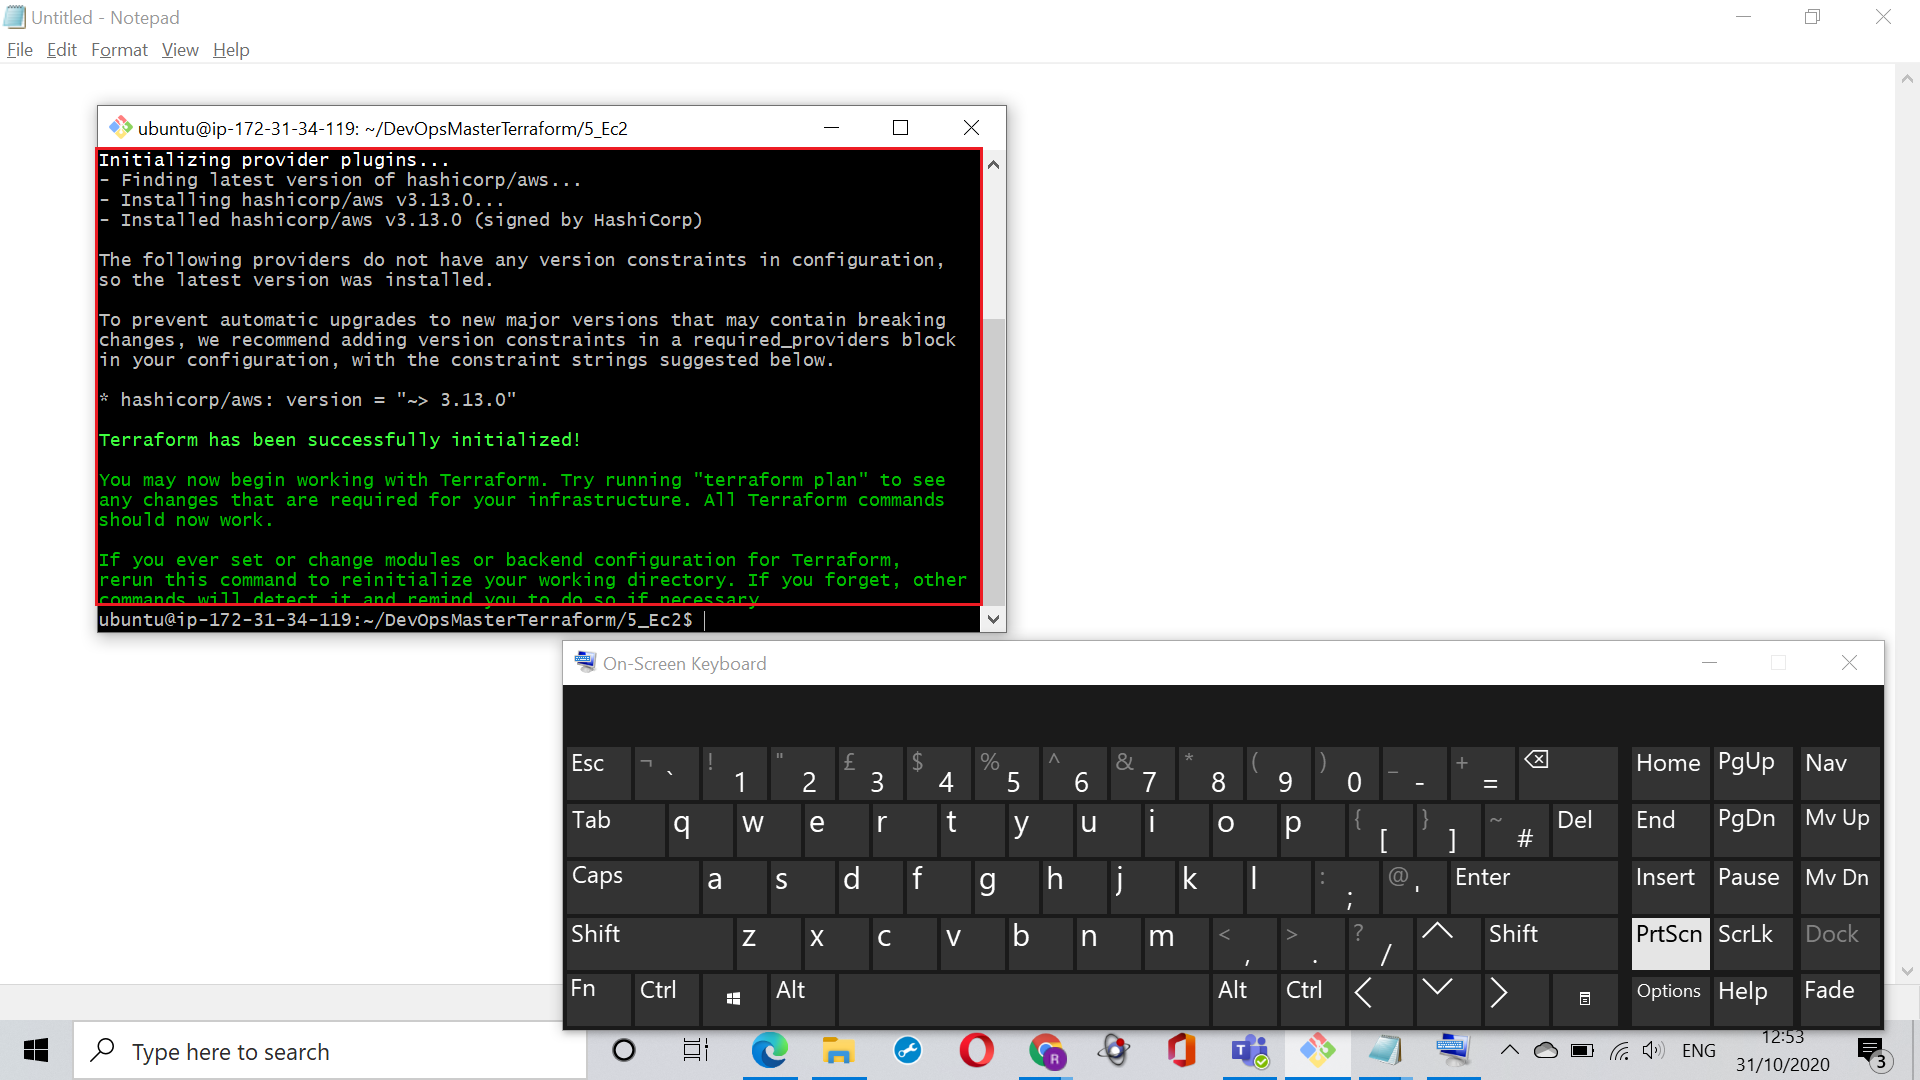 Untitled - Notepad
File Edit Format View Help
ubuntu@ip-172-31-34-119: ~/DevOpsMasterTerraform/5_Ec2
Initializing provider plugins...
- Finding latest version of hashicorp/aws...
- Installing hashicorp/aws v3.13.0...
- Installed hashicorp/aws v3.13.0 (signed by HashiCorp)
The following providers do not have any version constraints in configuration,
so the latest version was installed.
To prevent automatic upgrades to new major versions that may contain breaking
changes, we recommend adding version constraints in a required_providers block
in your configuration, with the constraint strings suggested below.
* hashicorp/aws: version = "~> 3.13.0"
Terraform has been successfully initialized!
You may now begin working with Terraform. Try running "terraform plan" to see
any changes that are required for your infrastructure. All Terraform commands
should now work.
If you ever set or change modules or backend configuration for Terraform,
rerun this command to reinitialize your working directory. If you forget, other
commands will detect it and remind you to do so if necessary.
ubuntu@ip-172-31-34-119:~/DevOpsMasterTerraform/5_Ec2$
On-Screen Keyboard
Esc ¬ ` ! 1 " 2 £ 3 $ 4 % 5 ^ 6 & 7 * 8 ( 9 ) 0 _ - + = Home PgUp Nav
Tab q w e r t y u i o p { [ } ] ~ # Del End PgDn Mv Up
Caps a s d f g h j k l : ; @ ' Enter Insert Pause Mv Dn
Shift z x c v b n m < , > . ? / Shift PrtScn ScrLk Dock
Fn Ctrl Alt Alt Ctrl Options Help Fade
Type here to search
R
ENG
12:53
31/10/2020
3